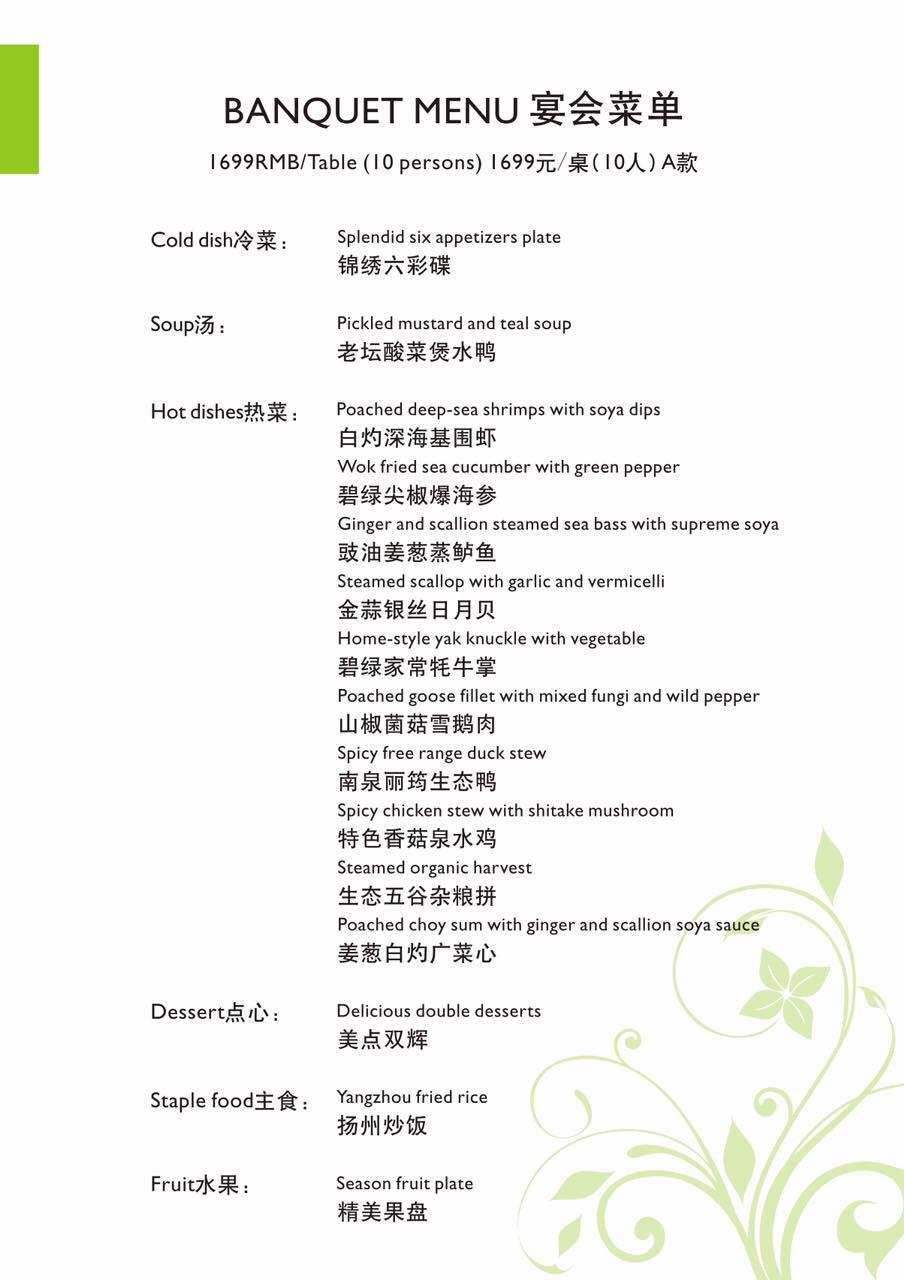 BANQUET MENU 宴会菜单
1699RMB/Table (10 persons) 1699元/桌(10人) A款
Cold dish冷菜: Splendid six appetizers plate
锦绣六彩碟
Soup汤: Pickled mustard and teal soup
老坛酸菜煲水鸭
Hot dishes热菜: Poached deep-sea shrimps with soya dips
白灼深海基围虾
Wok fried sea cucumber with green pepper
碧绿尖椒爆海参
Ginger and scallion steamed sea bass with supreme soya
豉油姜葱蒸鲈鱼
Steamed scallop with garlic and vermicelli
金蒜银丝日月贝
Home-style yak knuckle with vegetable
碧绿家常牦牛掌
Poached goose fillet with mixed fungi and wild pepper
山椒菌菇雪鹅肉
Spicy free range duck stew
南泉丽筠生态鸭
Spicy chicken stew with shitake mushroom
特色香菇泉水鸡
Steamed organic harvest
生态五谷杂粮拼
Poached choy sum with ginger and scallion soya sauce
姜葱白灼广菜心
Dessert点心: Delicious double desserts
美点双辉
Staple food主食: Yangzhou fried rice
扬州炒饭
Fruit水果: Season fruit plate
精美果盘